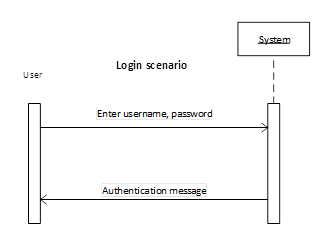 System
Login scenario
User
Enter username, password
Authentication message